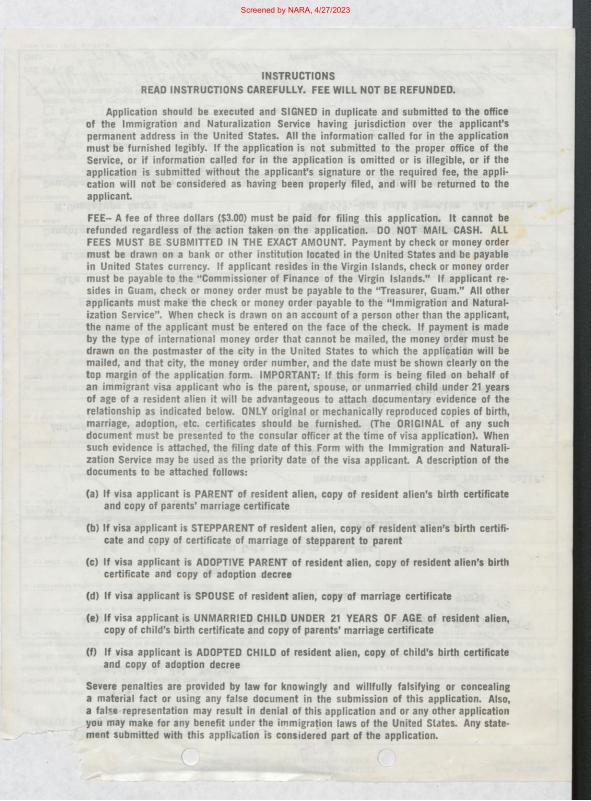 Screened by NARA, 4/27/2023
INSTRUCTIONS
READ INSTRUCTIONS CAREFULLY. FEE WILL NOT BE REFUNDED.
Application should be executed and SIGNED in duplicate and submitted to the office
of the Immigration and Naturalization Service having jurisdiction over the applicant's
permanent address in the United States. All the information called for in the application
must be furnished legibly. If the application is not submitted to the proper office of the
Service, or if information called for in the application is omitted or is illegible, or if the
application is submitted without the applicant's signature or the required fee, the appli-
cation will not be considered as having been properly filed, and will be returned to the
applicant.
FEE-- A fee of three dollars ($3.00) must be paid for filing this application. It cannot be
refunded regardless of the action taken on the application. DO NOT MAIL CASH. ALL
FEES MUST BE SUBMITTED IN THE EXACT AMOUNT. Payment by check or money order
must be drawn on a bank or other institution located in the United States and be payable
in United States currency. If applicant resides in the Virgin Islands, check or money order
must be payable to the "Commissioner of Finance of the Virgin Islands." If applicant re-
sides in Guam, check or money order must be payable to the "Treasurer, Guam." All other
applicants must make the check or money order payable to the "Immigration and Natural-
ization Service". When check is drawn on an account of a person other than the applicant,
the name of the applicant must be entered on the face of the check. If payment is made
by the type of international money order that cannot be mailed, the money order must be
drawn on the postmaster of the city in the United States to which the application will be
mailed, and that city, the money order number, and the date must be shown clearly on the
top margin of the application form. IMPORTANT: If this form is being filed on behalf of
an immigrant visa applicant who is the parent, spouse, or unmarried child under 21 years
of age of a resident alien it will be advantageous to attach documentary evidence of the
relationship as indicated below. ONLY original or mechanically reproduced copies of birth,
marriage, adoption, etc. certificates should be furnished. (The ORIGINAL of any such
document must be presented to the consular officer at the time of visa application). When
such evidence is attached, the filing date of this Form with the Immigration and Naturali-
zation Service may be used as the priority date of the visa applicant. A description of the
documents to be attached follows:
(a) If visa applicant is PARENT of resident alien, copy of resident alien's birth certificate
and copy of parents' marriage certificate
(b) If visa applicant is STEPPARENT of resident alien, copy of resident alien's birth certifi-
cate and copy of certificate of marriage of stepparent to parent
(c) If visa applicant is ADOPTIVE PARENT of resident alien, copy of resident alien's birth
certificate and copy of adoption decree
(d) If visa applicant is SPOUSE of resident alien, copy of marriage certificate
(e) If visa applicant is UNMARRIED CHILD UNDER 21 YEARS OF AGE of resident alien,
copy of child's birth certificate and copy of parents' marriage certificate
(f) If visa applicant is ADOPTED CHILD of resident alien, copy of child's birth certificate
and copy of adoption decree
Severe penalties are provided by law for knowingly and willfully falsifying or concealing
a material fact or using any false document in the submission of this application. Also,
a false representation may result in denial of this application and or any other application
you may make for any benefit under the immigration laws of the United States. Any state-
ment submitted with this application is considered part of the application.